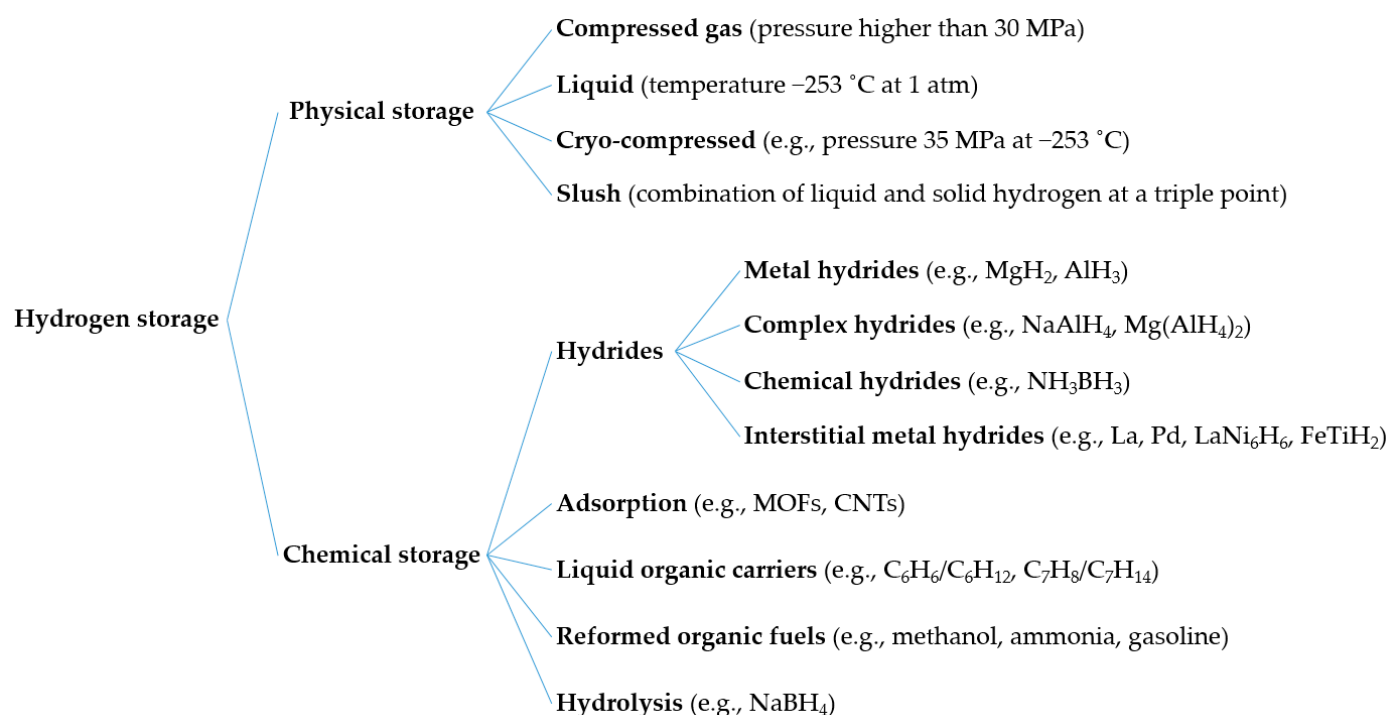 Hydrogen storage
Physical storage
Compressed gas (pressure higher than 30 MPa)
Liquid (temperature –253 ˚C at 1 atm)
Cryo-compressed (e.g., pressure 35 MPa at –253 ˚C)
Slush (combination of liquid and solid hydrogen at a triple point)
Chemical storage
Hydrides
Metal hydrides (e.g., MgH₂, AlH₃)
Complex hydrides (e.g., NaAlH₄, Mg(AlH₄)₂)
Chemical hydrides (e.g., NH₃BH₃)
Interstitial metal hydrides (e.g., La, Pd, LaNi₆H₆, FeTiH₂)
Adsorption (e.g., MOFs, CNTs)
Liquid organic carriers (e.g., C₆H₆/C₆H₁₂, C₇H₈/C₇H₁₄)
Reformed organic fuels (e.g., methanol, ammonia, gasoline)
Hydrolysis (e.g., NaBH₄)